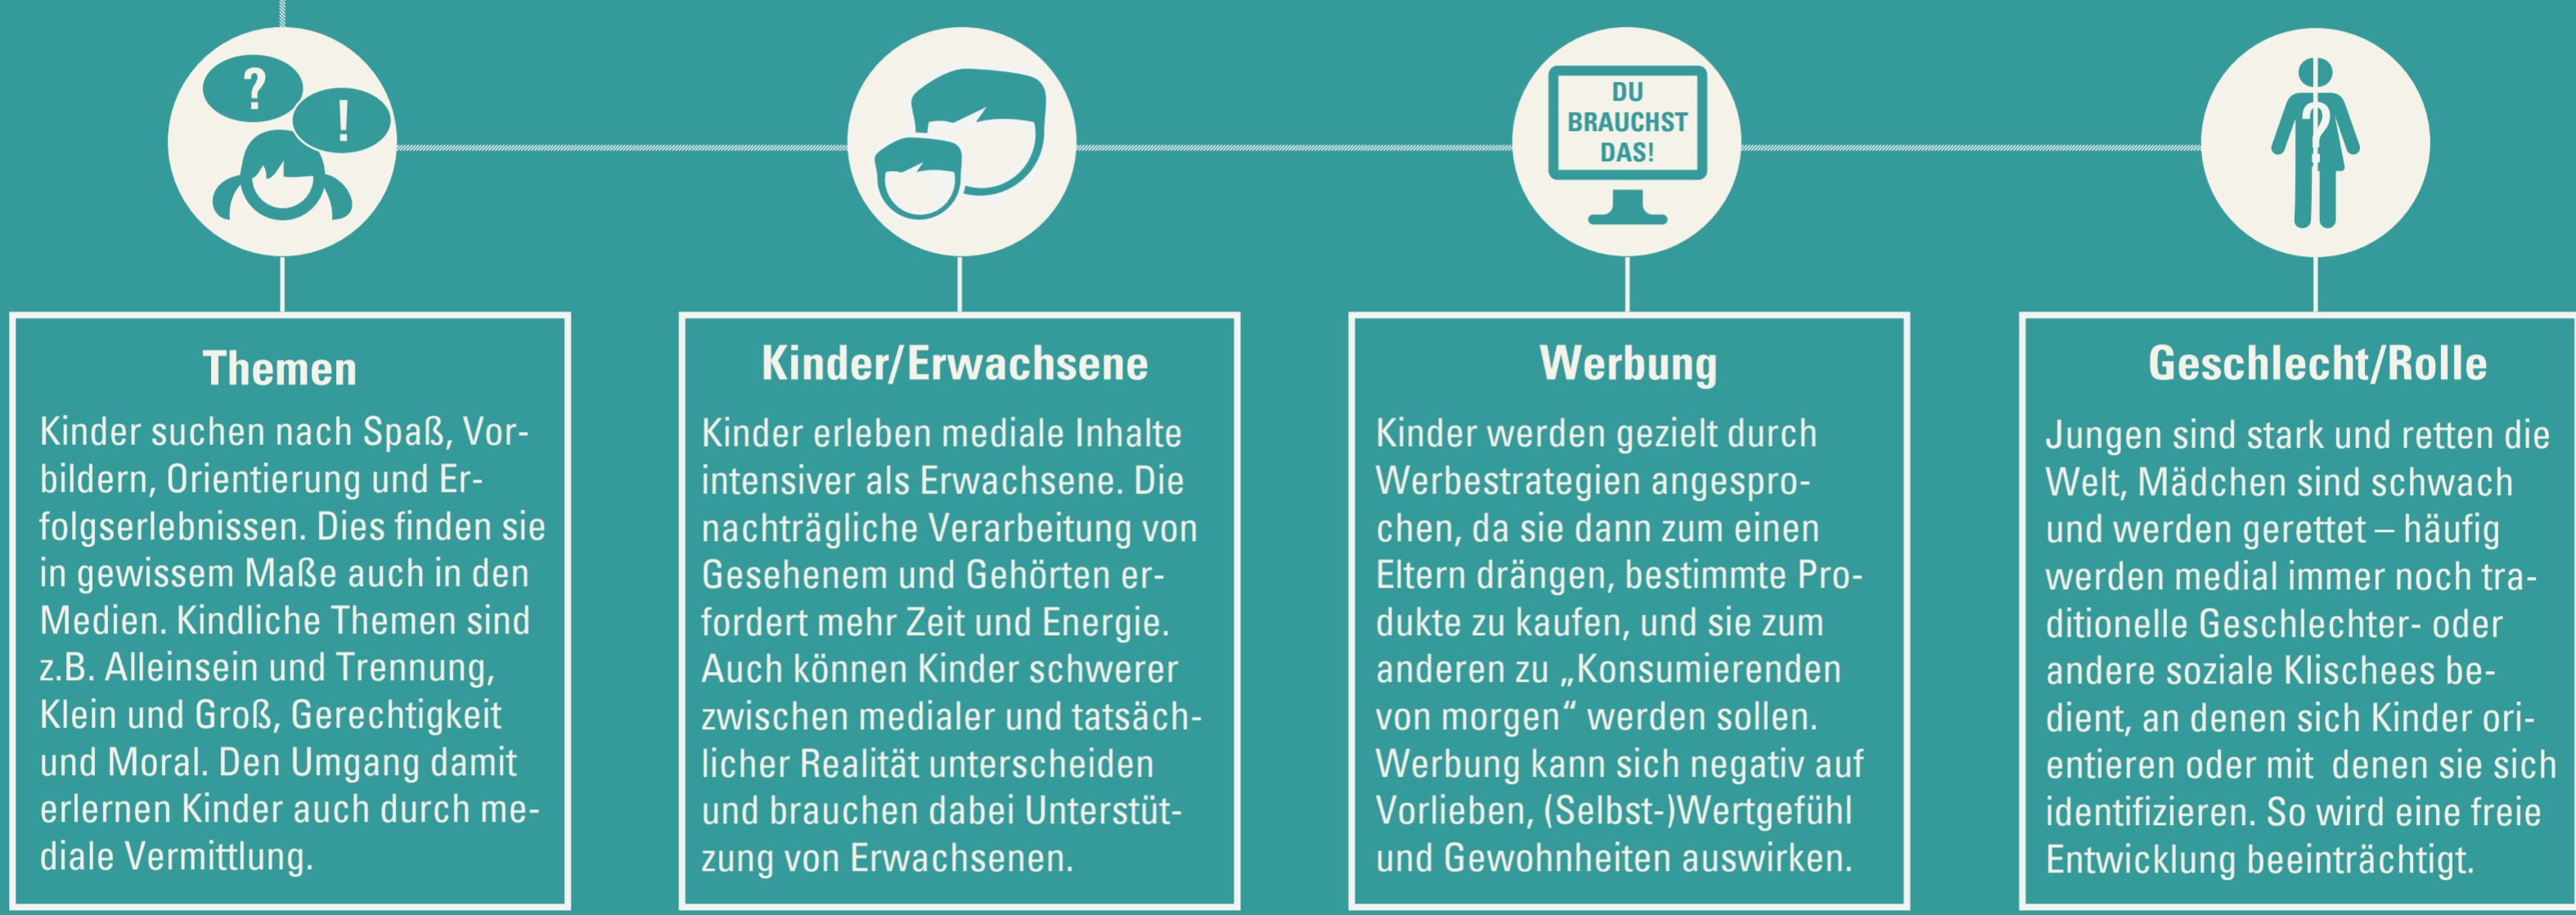 ?
!
DU
BRAUCHST
DAS!
?
Themen
Kinder suchen nach Spaß, Vor-
bildern, Orientierung und Er-
folgserlebnissen. Dies finden sie
in gewissem Maße auch in den
Medien. Kindliche Themen sind
z.B. Alleinsein und Trennung,
Klein und Groß, Gerechtigkeit
und Moral. Den Umgang damit
erlernen Kinder auch durch me-
diale Vermittlung.
Kinder/Erwachsene
Kinder erleben mediale Inhalte
intensiver als Erwachsene. Die
nachträgliche Verarbeitung von
Gesehenem und Gehörten er-
fordert mehr Zeit und Energie.
Auch können Kinder schwerer
zwischen medialer und tatsäch-
licher Realität unterscheiden
und brauchen dabei Unterstüt-
zung von Erwachsenen.
Werbung
Kinder werden gezielt durch
Werbestrategien angespro-
chen, da sie dann zum einen
Eltern drängen, bestimmte Pro-
dukte zu kaufen, und sie zum
anderen zu „Konsumierenden
von morgen“ werden sollen.
Werbung kann sich negativ auf
Vorlieben, (Selbst-)Wertgefühl
und Gewohnheiten auswirken.
Geschlecht/Rolle
Jungen sind stark und retten die
Welt, Mädchen sind schwach
und werden gerettet – häufig
werden medial immer noch tra-
ditionelle Geschlechter- oder
andere soziale Klischees be-
dient, an denen sich Kinder ori-
entieren oder mit denen sie sich
identifizieren. So wird eine freie
Entwicklung beeinträchtigt.